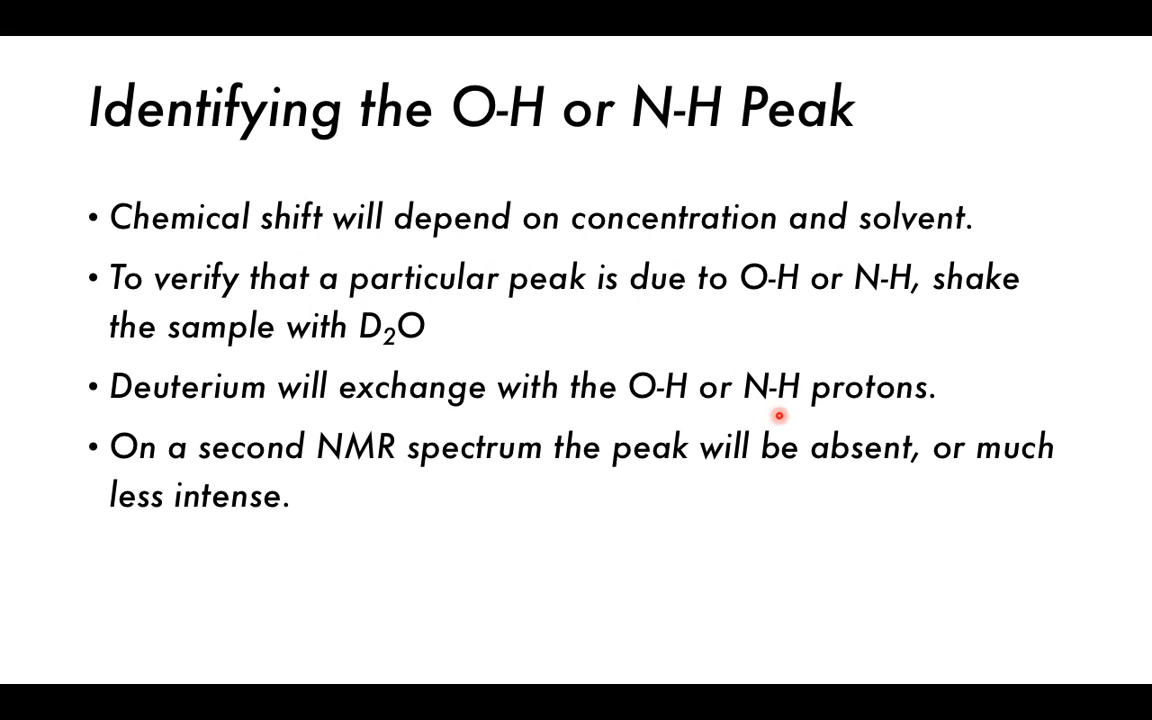 Identifying the O-H or N-H Peak
• Chemical shift will depend on concentration and solvent.
• To verify that a particular peak is due to O-H or N-H, shake
the sample with D₂O
• Deuterium will exchange with the O-H or N-H protons.
• On a second NMR spectrum the peak will be absent, or much
less intense.